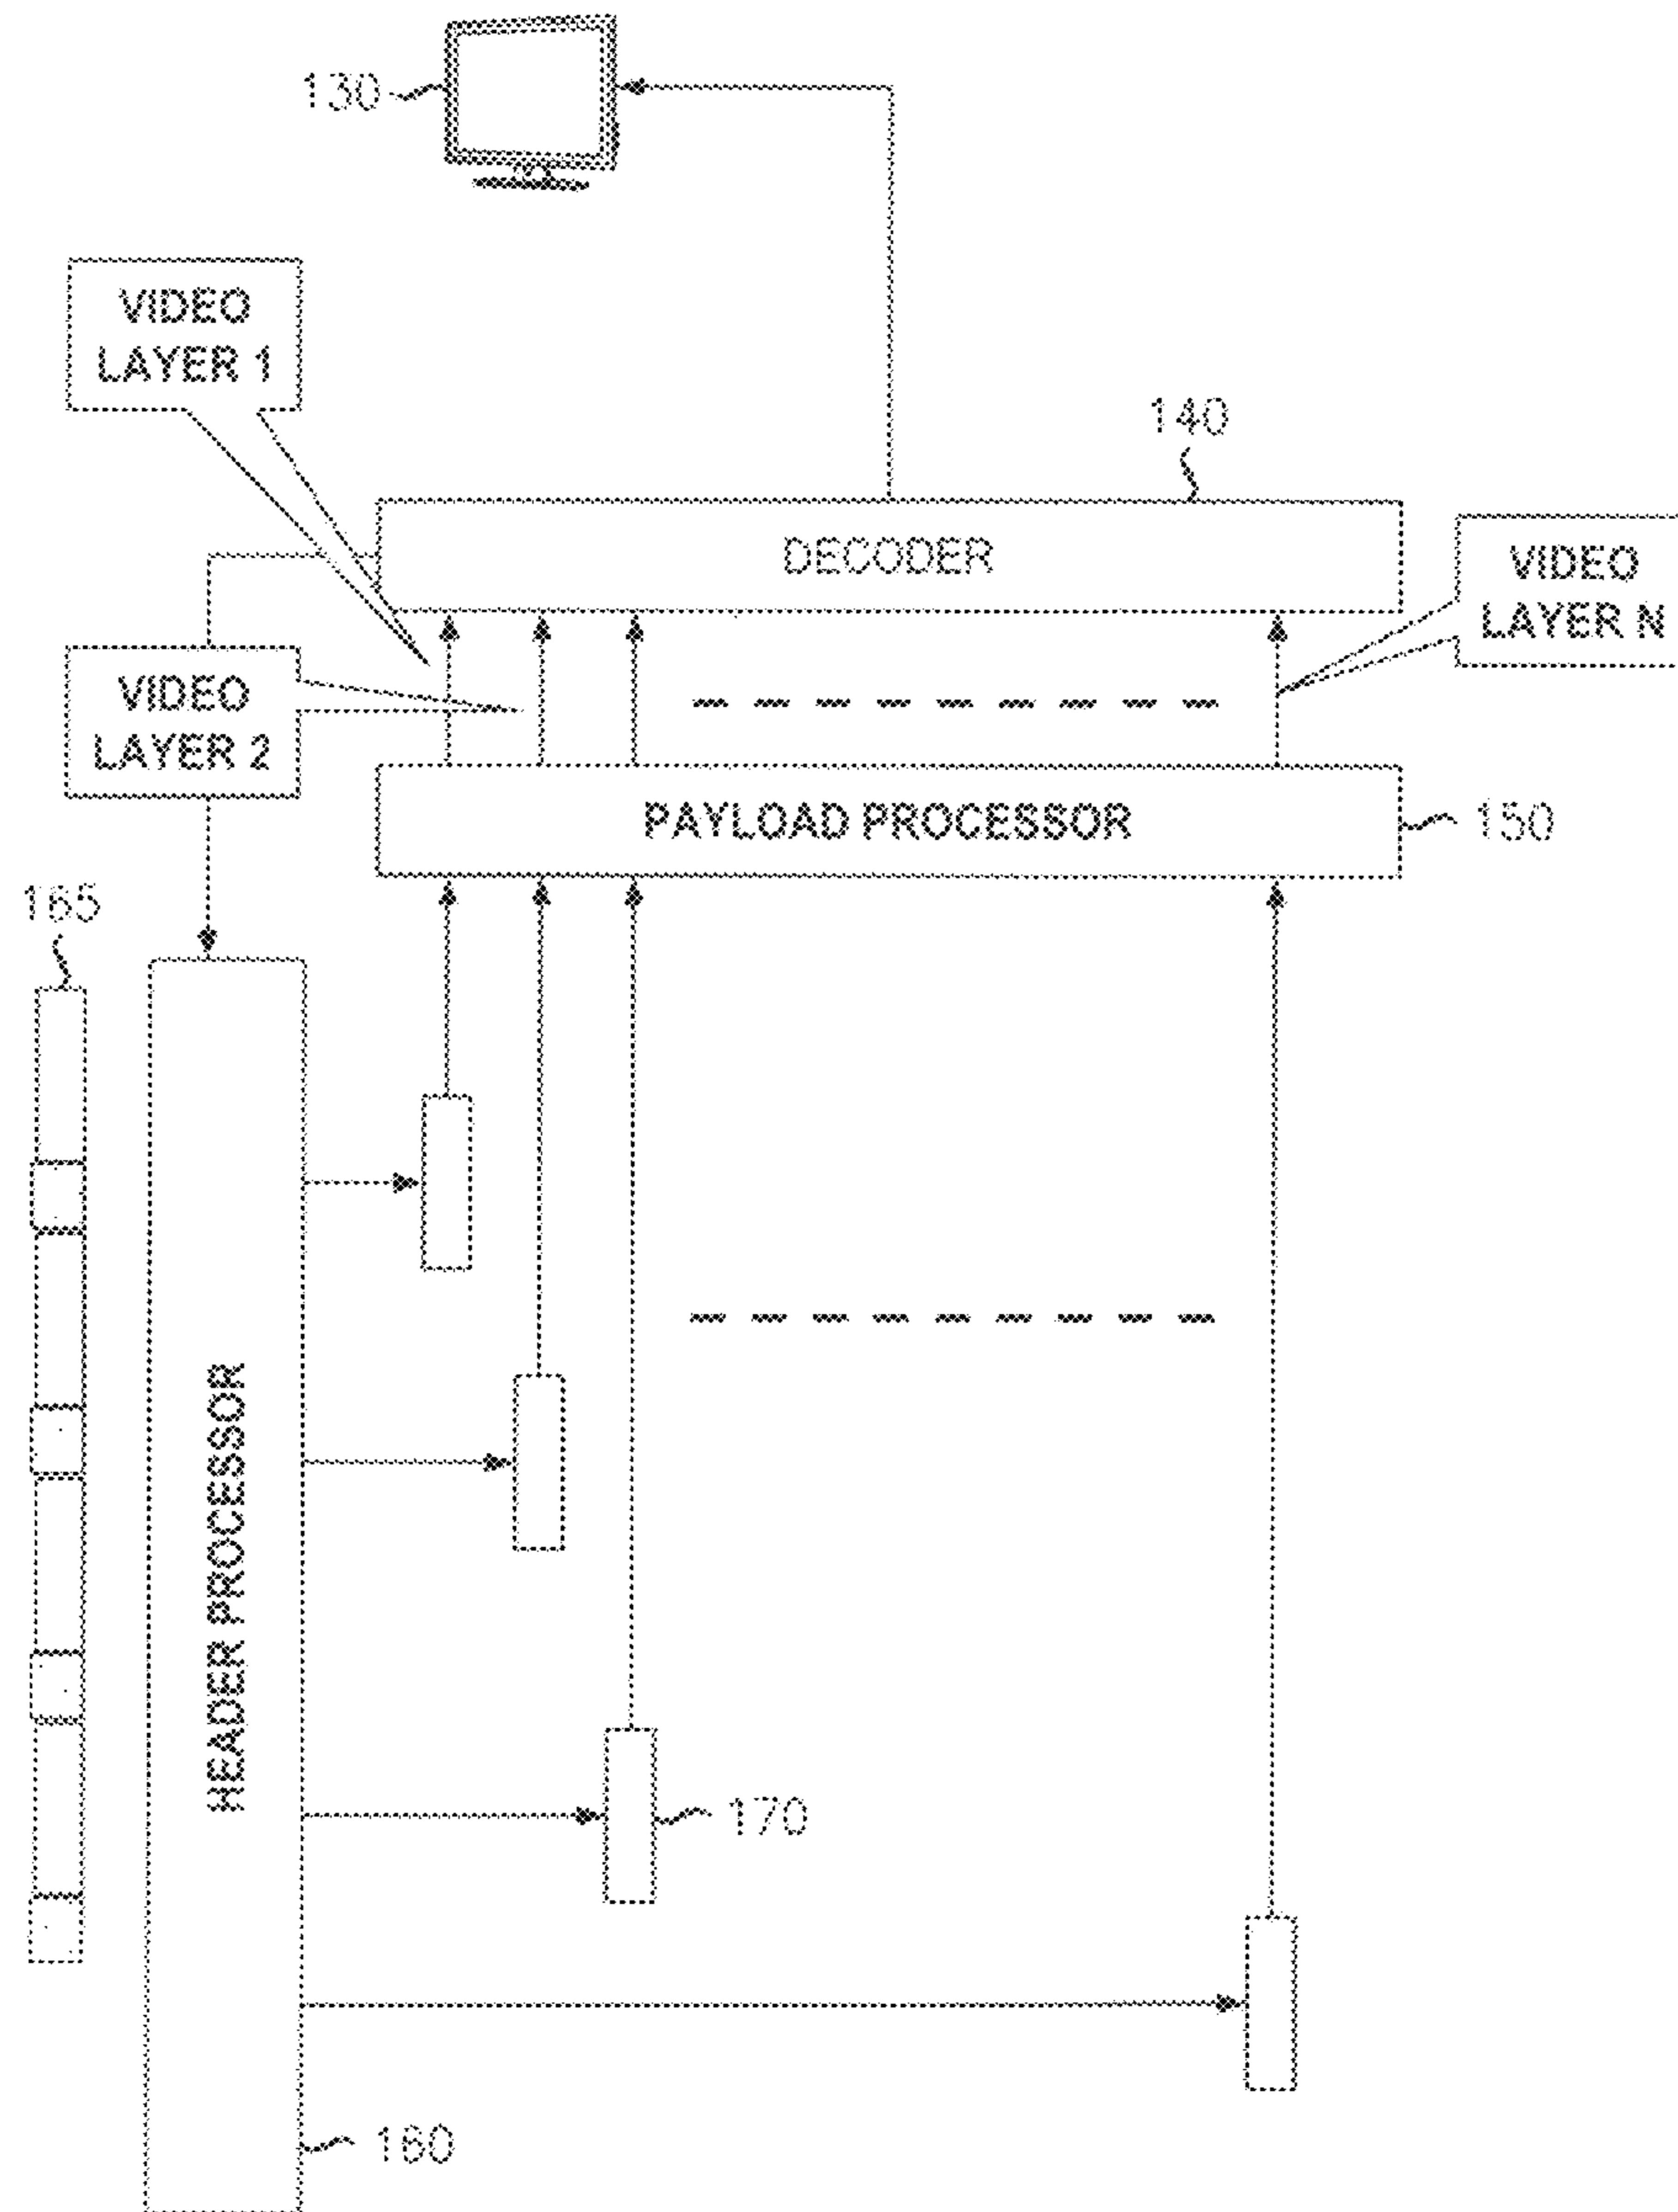 130
VIDEO
LAYER 1
140
DECODER
VIDEO
LAYER N
VIDEO
LAYER 2
PAYLOAD PROCESSOR
150
165
HEADER PROCESSOR
170
160